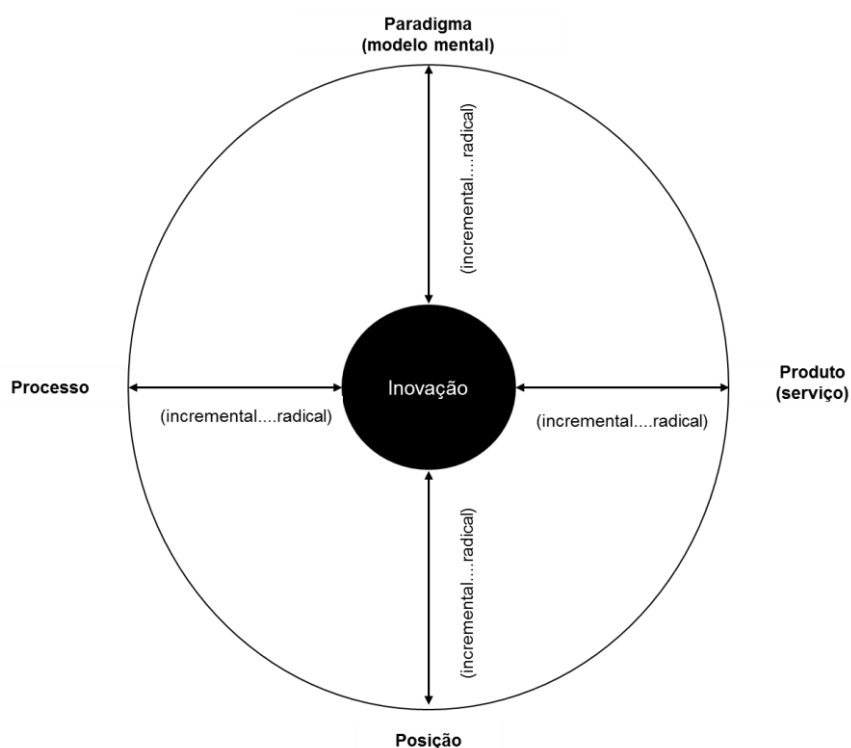 Paradigma
(modelo mental)
(incremental....radical)
Processo
Inovação
Produto
(serviço)
(incremental....radical)
(incremental....radical)
(incremental....radical)
Posição